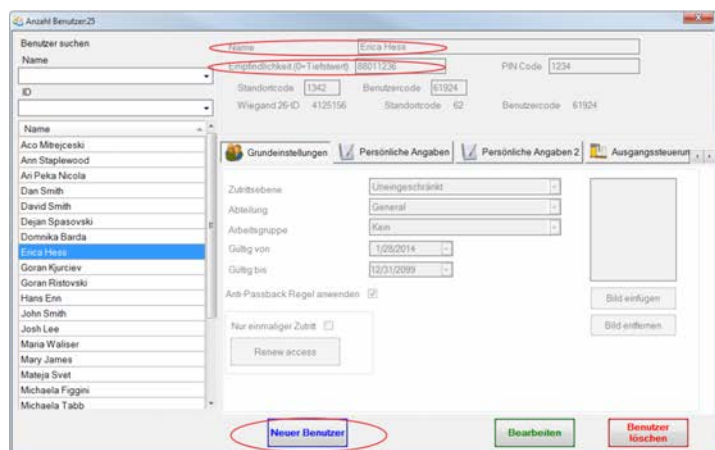 Anzahl Benutzer:25
Benutzer suchen
Name
ID
Name
Aco Mitrejceski
Ann Staplewood
Ari Peka Nicola
Dan Smith
David Smith
Dejan Spasovski
Domnika Barda
Erica Hess
Goran Kjurciev
Goran Ristovski
Hans Enn
John Smith
Josh Lee
Maria Waliser
Mary James
Mateja Svet
Michaela Figgini
Michaela Tabb
Name Erica Hess
Empfindlichkeit (0=Tiefstwert) 88011236 PIN Code 1234
Standortcode 1342 Benutzercode 61924
Wiegand 26-ID 4125156 Standortcode 62 Benutzercode 61924
Grundeinstellungen Persönliche Angaben Persönliche Angaben 2 Ausgangssteuerun
Zutrittsebene Uneingeschränkt
Abteilung General
Arbeitsgruppe Kein
Gültig von 1/28/2014
Gültig bis 12/31/2099
Anti-Passback Regel anwenden
Bild einfügen
Nur einmaliger Zutritt
Bild entfernen
Renew access
Neuer Benutzer Bearbeiten Benutzer
löschen